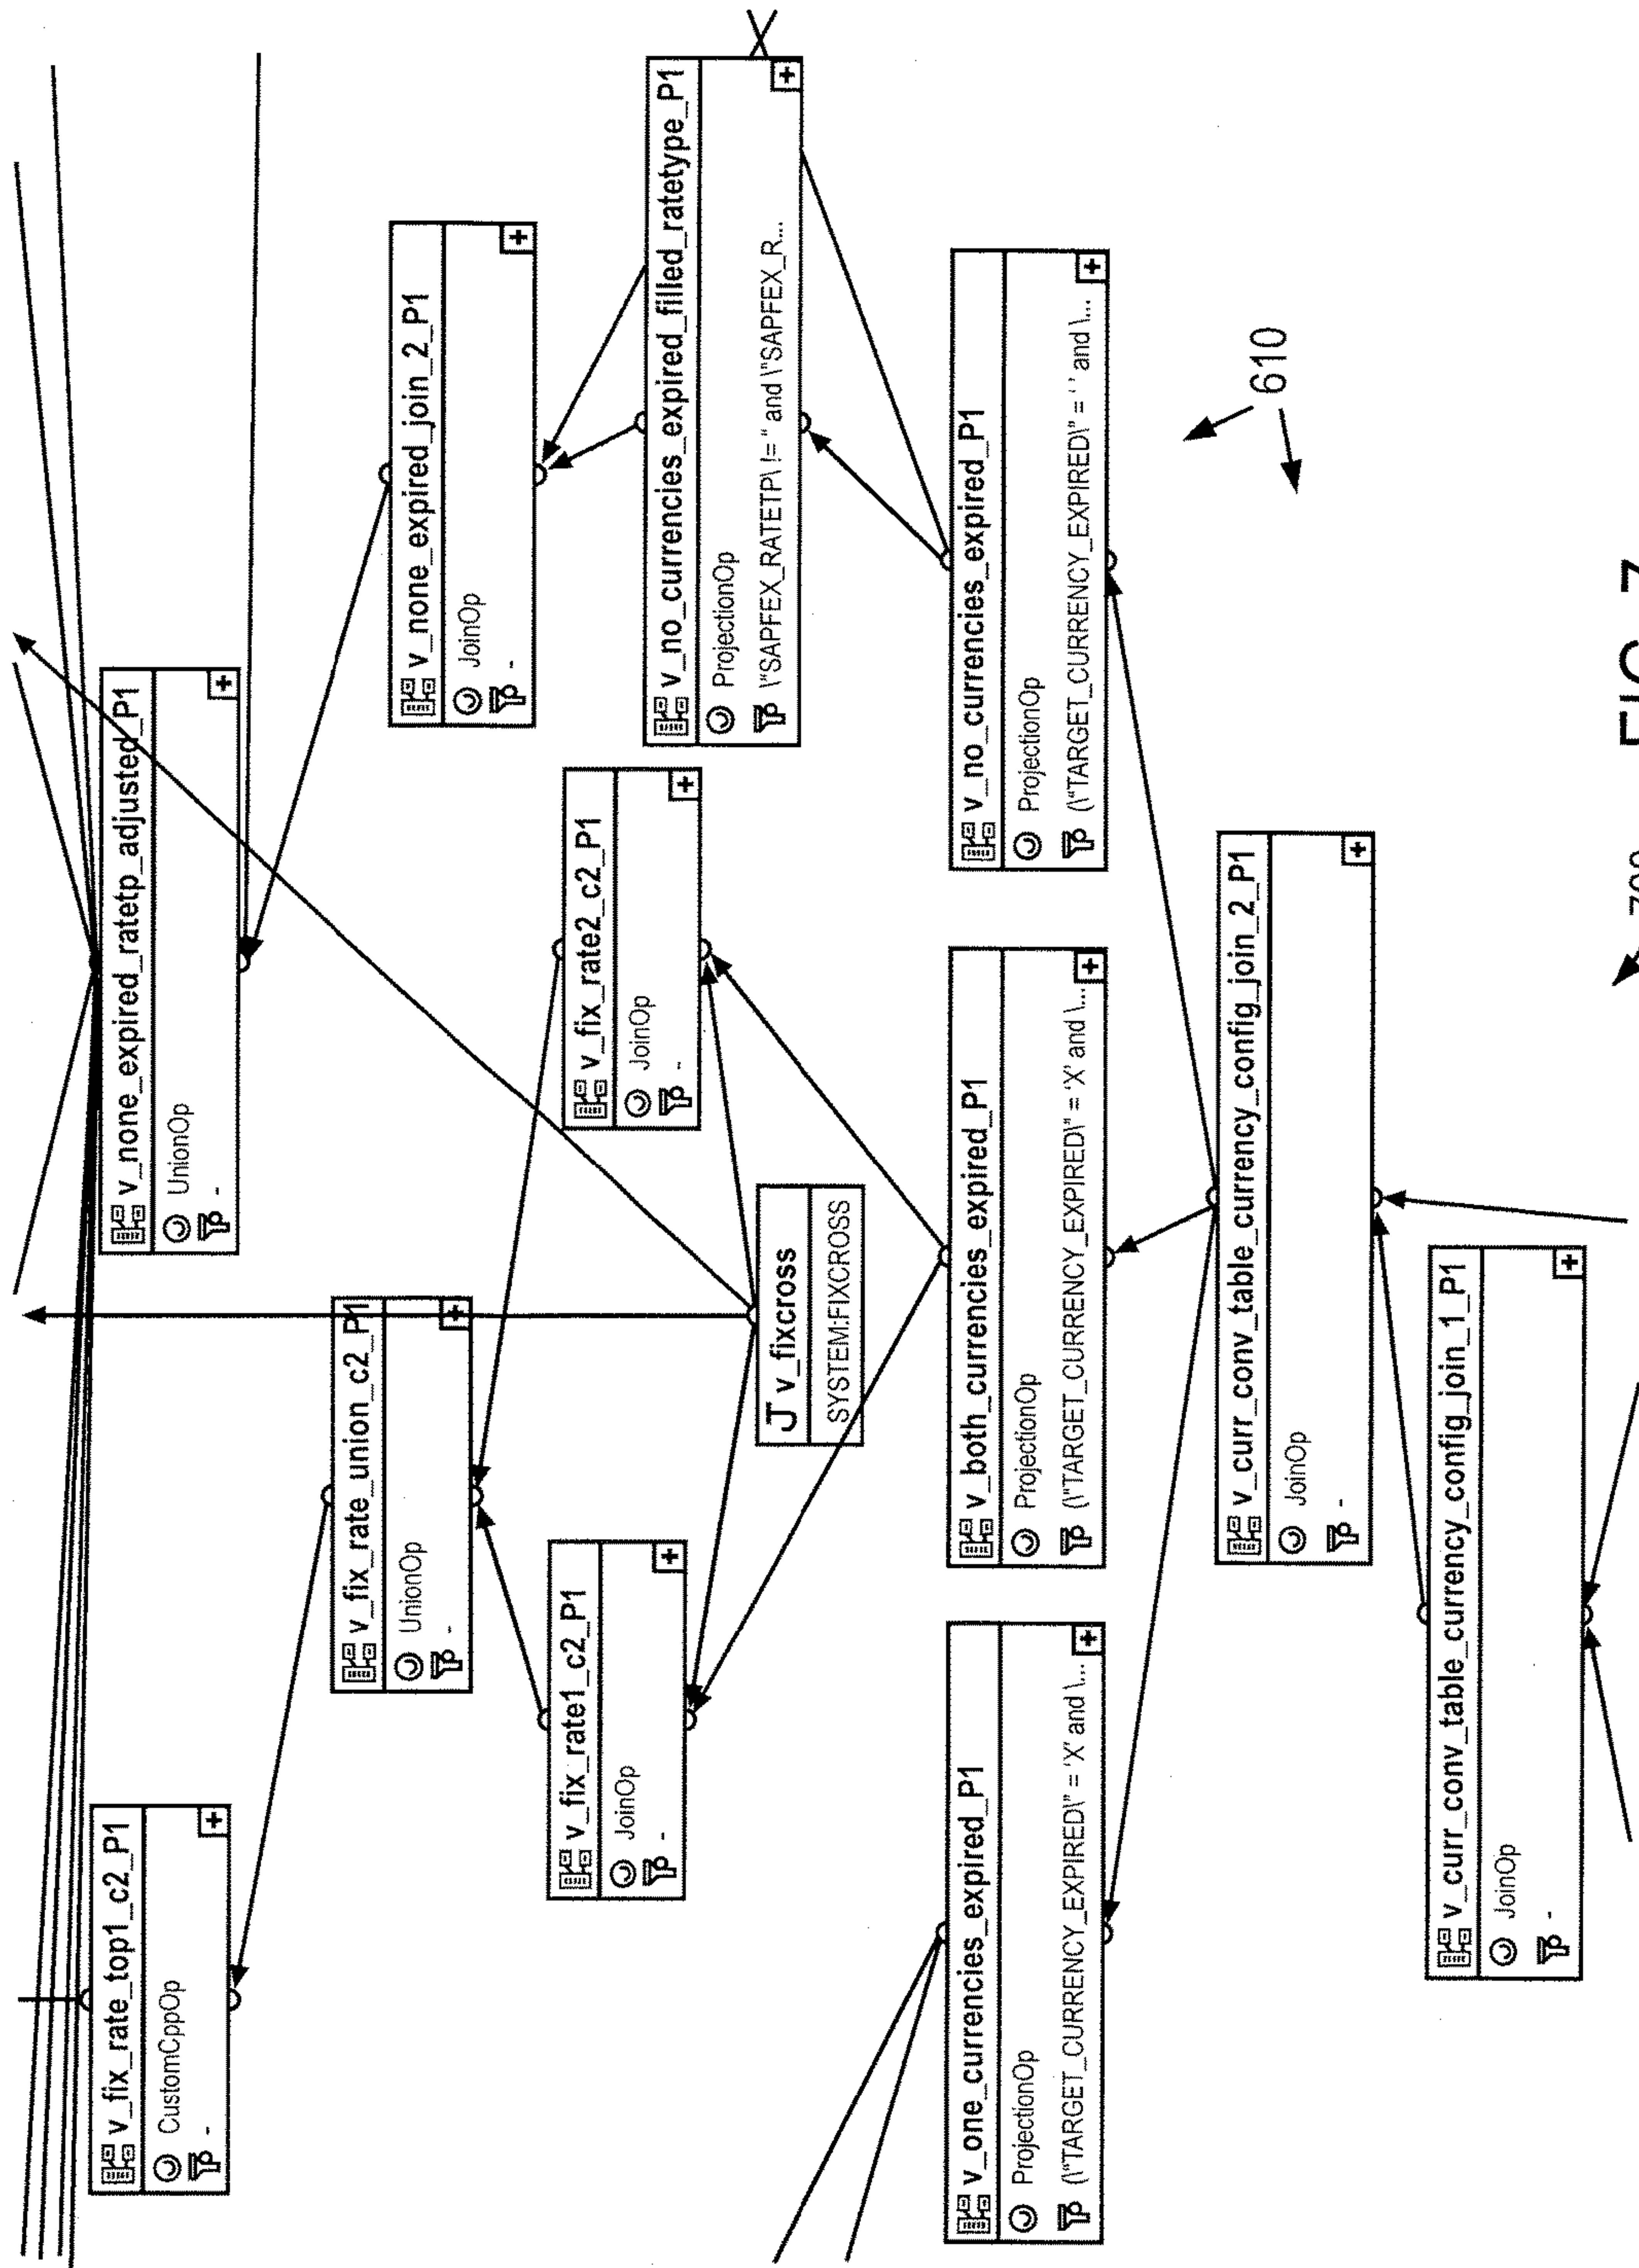 v_fix_rate_top1_c2_P1
CustomCppOp
-
+
v_none_expired_ratetp_adjusted_P1
UnionOp
-
+
v_fix_rate_union_c2_P1
UnionOp
-
+
v_none_expired_join_2_P1
JoinOp
-
+
v_fix_rate1_c2_P1
JoinOp
-
+
v_fix_rate2_c2_P1
JoinOp
-
+
v_no_currencies_expired_filled_ratetype_P1
ProjectionOp
\"SAPFEX_RATETP\ != " and \"SAPFEX_R...
+
J v_fixcross
SYSTEM:FIXCROSS
v_one_currencies_expired_P1
ProjectionOp
(\"TARGET_CURRENCY_EXPIRED\" = 'X' and \...
+
v_both_currencies_expired_P1
ProjectionOp
(\"TARGET_CURRENCY_EXPIRED\" = 'X' and \...
+
v_no_currencies_expired_P1
ProjectionOp
(\"TARGET_CURRENCY_EXPIRED\" = ' ' and \...
+
610
v_curr_conv_table_currency_config_join_2_P1
JoinOp
-
+
v_curr_conv_table_currency_config_join_1_P1
JoinOp
-
+